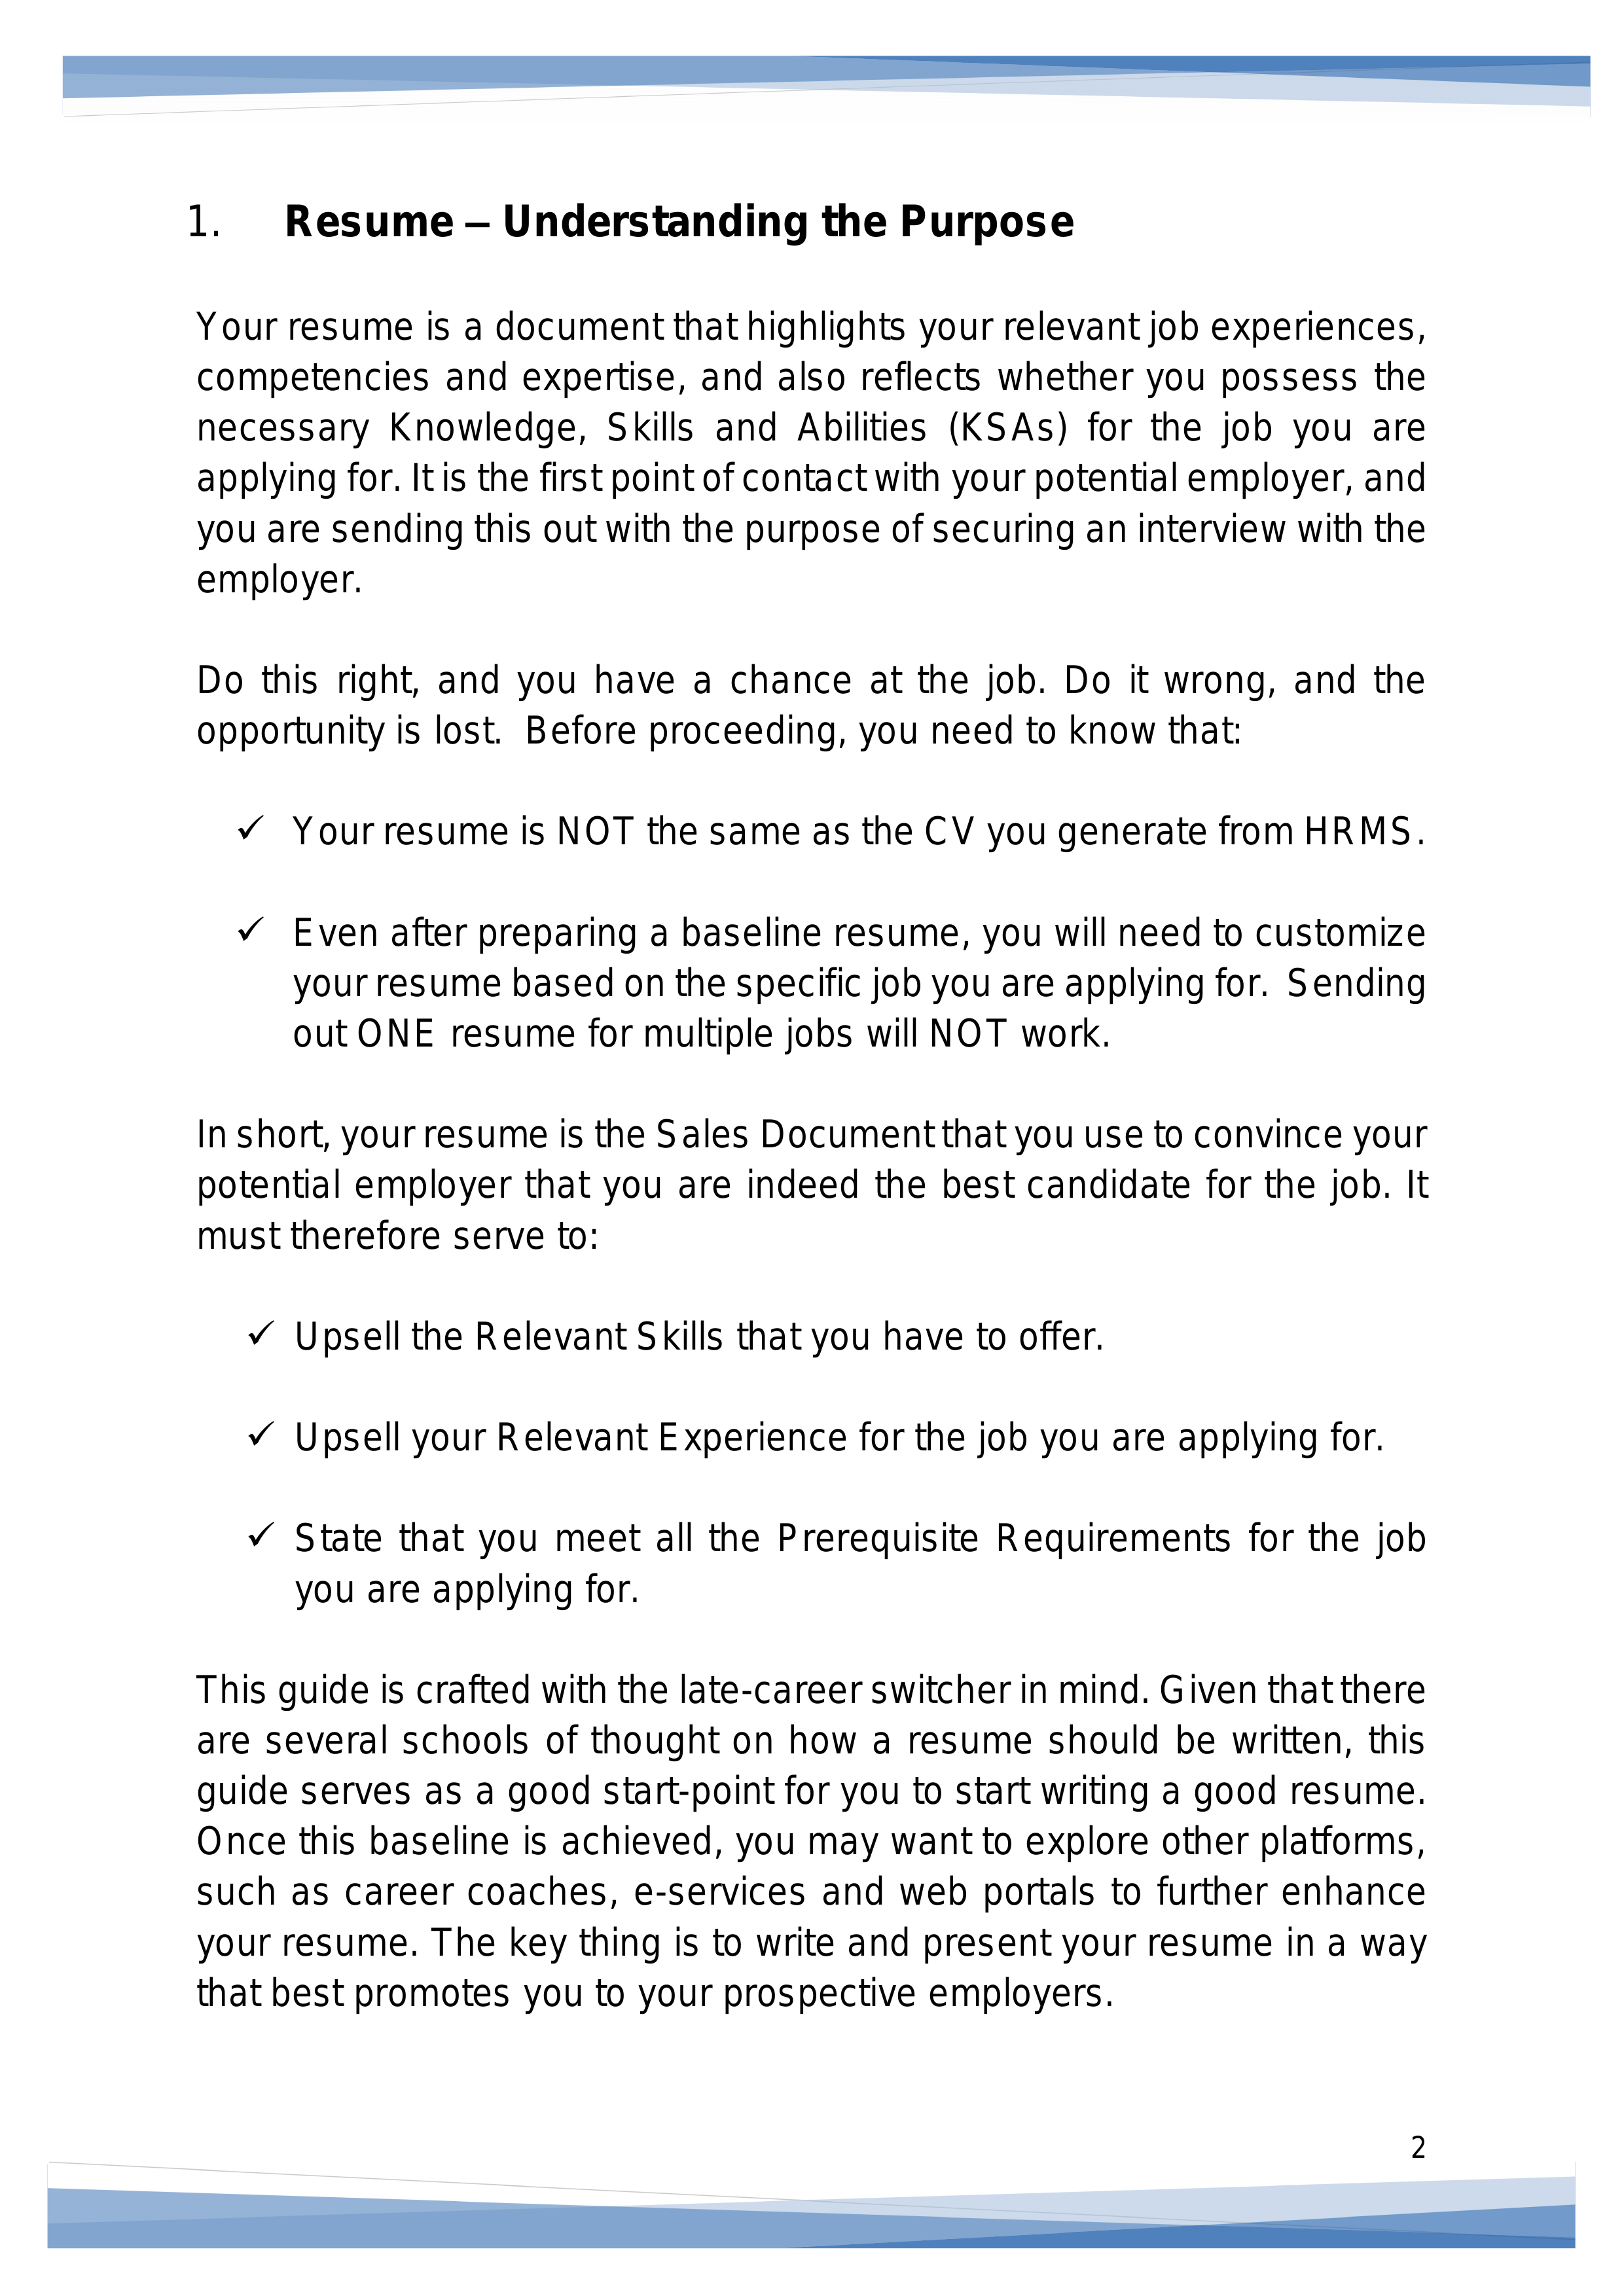 1. Resume – Understanding the Purpose
Your resume is a document that highlights your relevant job experiences,
competencies and expertise, and also reflects whether you possess the
necessary Knowledge, Skills and Abilities (KSAs) for the job you are
applying for. It is the first point of contact with your potential employer, and
you are sending this out with the purpose of securing an interview with the
employer.
Do this right, and you have a chance at the job. Do it wrong, and the
opportunity is lost. Before proceeding, you need to know that:
✓ Your resume is NOT the same as the CV you generate from HRMS.
✓ Even after preparing a baseline resume, you will need to customize
your resume based on the specific job you are applying for. Sending
out ONE resume for multiple jobs will NOT work.
In short, your resume is the Sales Document that you use to convince your
potential employer that you are indeed the best candidate for the job. It
must therefore serve to:
✓ Upsell the Relevant Skills that you have to offer.
✓ Upsell your Relevant Experience for the job you are applying for.
✓ State that you meet all the Prerequisite Requirements for the job
you are applying for.
This guide is crafted with the late-career switcher in mind. Given that there
are several schools of thought on how a resume should be written, this
guide serves as a good start-point for you to start writing a good resume.
Once this baseline is achieved, you may want to explore other platforms,
such as career coaches, e-services and web portals to further enhance
your resume. The key thing is to write and present your resume in a way
that best promotes you to your prospective employers.
2